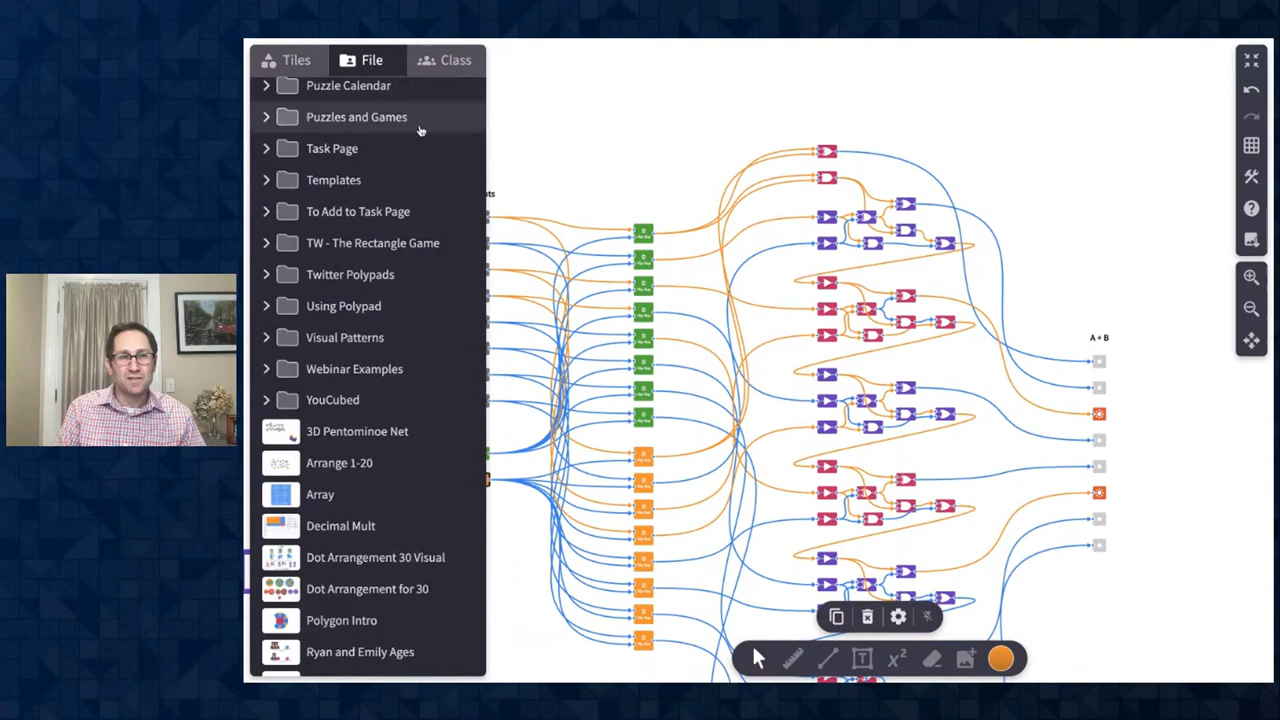 Tiles
File
Class
Puzzle Calendar
Puzzles and Games
Task Page
Templates
To Add to Task Page
TW - The Rectangle Game
Twitter Polypads
Using Polypad
Visual Patterns
Webinar Examples
YouCubed
3D Pentominoe Net
Arrange 1-20
Array
Decimal Mult
Dot Arrangement 30 Visual
Dot Arrangement for 30
Polygon Intro
Ryan and Emily Ages
A + B
x²
T